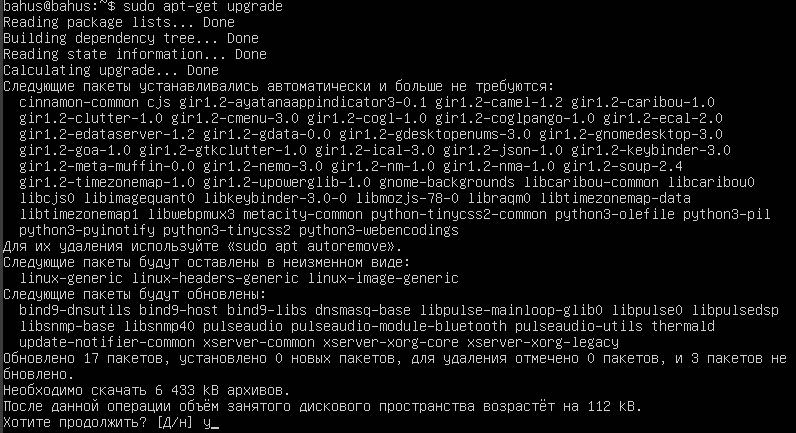 bahus@bahus:~$ sudo apt-get upgrade
Reading package lists... Done
Building dependency tree... Done
Reading state information... Done
Calculating upgrade... Done
Следующие пакеты устанавливались автоматически и больше не требуются:
cinnamon-common cjs gir1.2-ayatanaappindicator3-0.1 gir1.2-camel-1.2 gir1.2-caribou-1.0
gir1.2-clutter-1.0 gir1.2-cmenu-3.0 gir1.2-cogl-1.0 gir1.2-coglpango-1.0 gir1.2-ecal-2.0
gir1.2-edataserver-1.2 gir1.2-gdata-0.0 gir1.2-gdesktopenums-3.0 gir1.2-gnomedesktop-3.0
gir1.2-goa-1.0 gir1.2-gtkclutter-1.0 gir1.2-ical-3.0 gir1.2-json-1.0 gir1.2-keybinder-3.0
gir1.2-meta-muffin-0.0 gir1.2-nemo-3.0 gir1.2-nm-1.0 gir1.2-nma-1.0 gir1.2-soup-2.4
gir1.2-timezonemap-1.0 gir1.2-upowerglib-1.0 gnome-backgrounds libcaribou-common libcaribou0
libcjs0 libimagequant0 libkeybinder-3.0-0 libmozjs-78-0 libraqm0 libtimezonemap-data
libtimezonemap1 libwebpmux3 metacity-common python-tinycss2-common python3-olefile python3-pil
python3-pyinotify python3-tinycss2 python3-webencodings
Для их удаления используйте «sudo apt autoremove».
Следующие пакеты будут оставлены в неизменном виде:
linux-generic linux-headers-generic linux-image-generic
Следующие пакеты будут обновлены:
bind9-dnsutils bind9-host bind9-libs dnsmasq-base libpulse-mainloop-glib0 libpulse0 libpulsedsp
libsnmp-base libsnmp40 pulseaudio pulseaudio-module-bluetooth pulseaudio-utils thermald
update-notifier-common xserver-common xserver-xorg-core xserver-xorg-legacy
Обновлено 17 пакетов, установлено 0 новых пакетов, для удаления отмечено 0 пакетов, и 3 пакетов не
бновлено.
Необходимо скачать 6 433 kB архивов.
После данной операции объём занятого дискового пространства возрастёт на 112 kB.
Хотите продолжить? [Д/н] y_